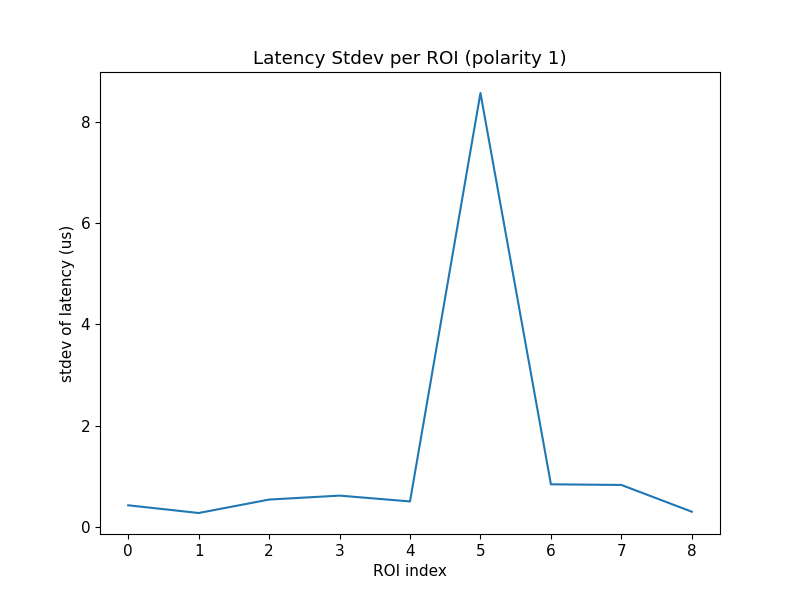 Latency Stdev per ROI (polarity 1)
8
6
4
2
0
stdev of latency (us)
0 1 2 3 4 5 6 7 8
ROI index